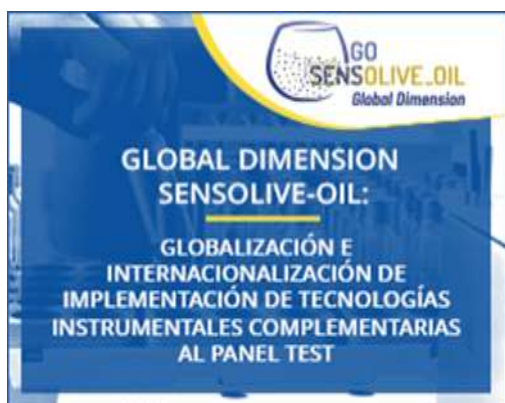 GO
SENSOLIVE_OIL
Global Dimension
GLOBAL DIMENSION
SENSOLIVE-OIL:
GLOBALIZACIÓN E
INTERNACIONALIZACIÓN DE
IMPLEMENTACIÓN DE TECNOLOGÍAS
INSTRUMENTALES COMPLEMENTARIAS
AL PANEL TEST